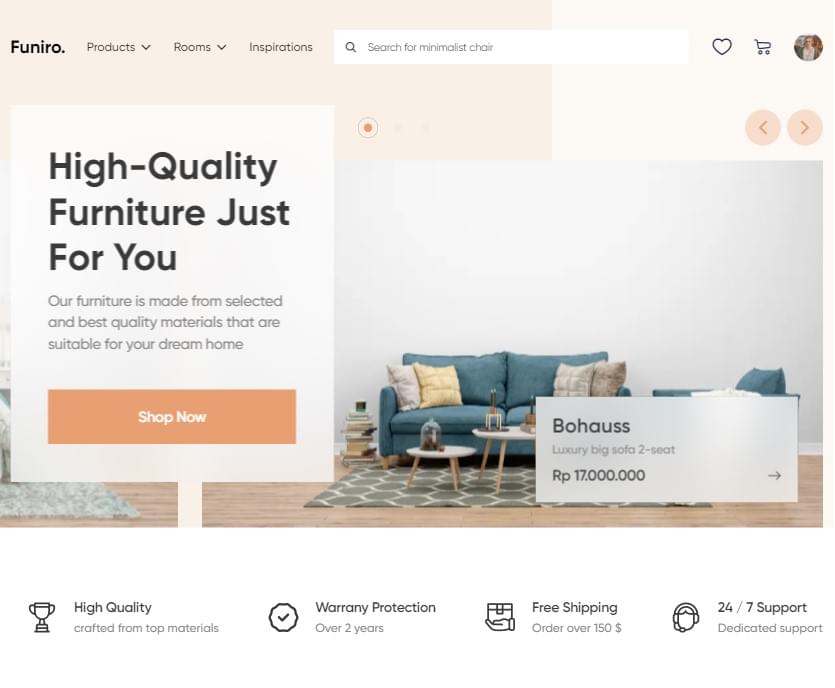 Funiro.
Products
Rooms
Inspirations
Search for minimalist chair
High-Quality
Furniture Just
For You
Our furniture is made from selected
and best quality materials that are
suitable for your dream home
Shop Now
Bohauss
Luxury big sofa 2-seat
Rp 17.000.000
High Quality
crafted from top materials
Warrany Protection
Over 2 years
Free Shipping
Order over 150 $
24 / 7 Support
Dedicated support